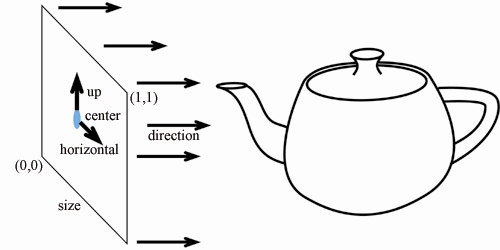 up
(1,1)
center
direction
horizontal
(0,0)
size